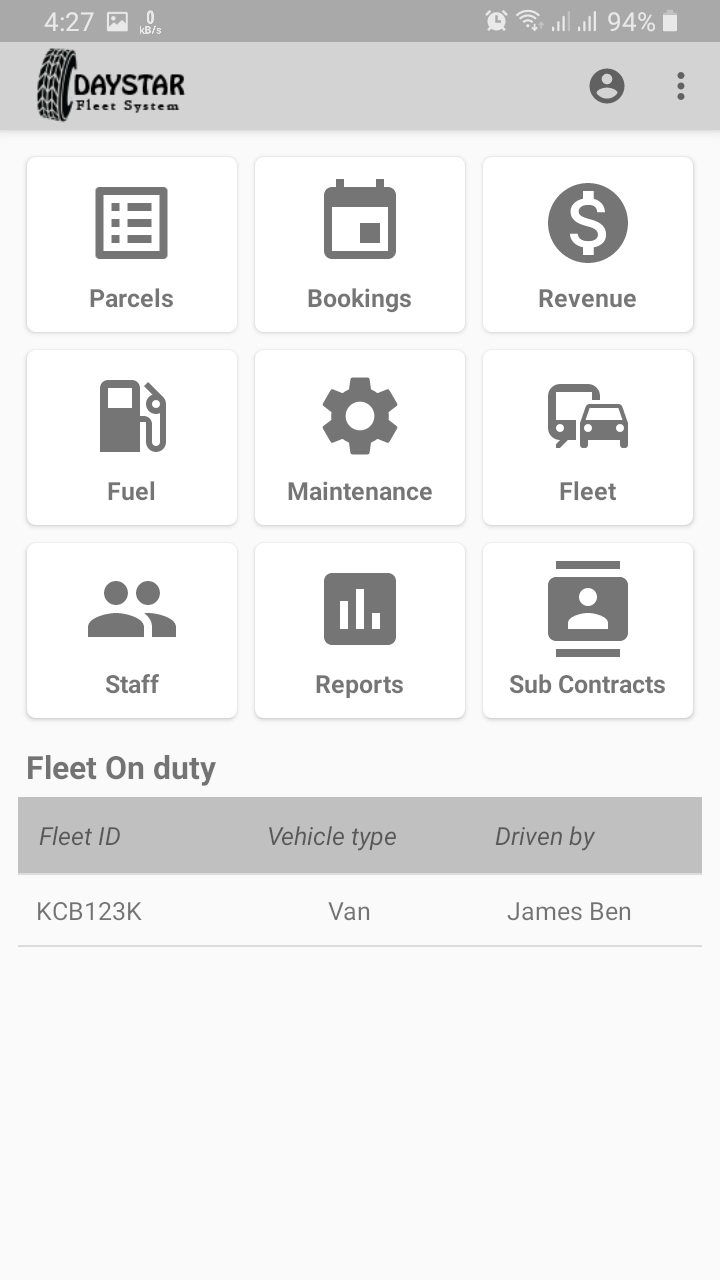 4:27 0 kB/s 94%
DAYSTAR
Fleet System
Parcels Bookings Revenue
Fuel Maintenance Fleet
Staff Reports Sub Contracts
Fleet On duty
Fleet ID Vehicle type Driven by
KCB123K Van James Ben